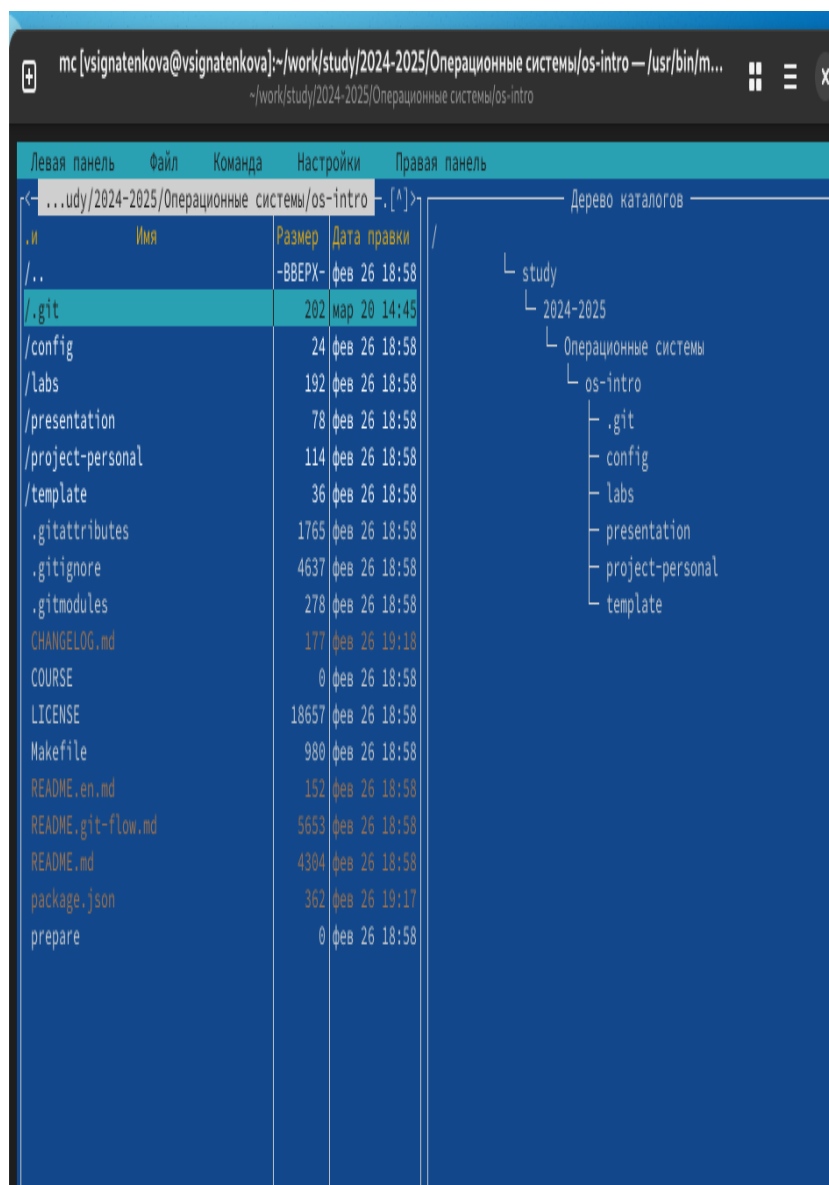 mc [vsignatenkova@vsignatenkova]:~/work/study/2024-2025/Операционные системы/os-intro — /usr/bin/m...
~/work/study/2024-2025/Операционные системы/os-intro
Левая панель Файл Команда Настройки Правая панель
<- ...udy/2024-2025/Операционные системы/os-intro -.[^]>
.и Имя Размер Дата правки
/.. -ВВЕРХ- фев 26 18:58
/.git 202 мар 20 14:45
/config 24 фев 26 18:58
/labs 192 фев 26 18:58
/presentation 78 фев 26 18:58
/project-personal 114 фев 26 18:58
/template 36 фев 26 18:58
.gitattributes 1765 фев 26 18:58
.gitignore 4637 фев 26 18:58
.gitmodules 278 фев 26 18:58
CHANGELOG.md 177 фев 26 19:18
COURSE 0 фев 26 18:58
LICENSE 18657 фев 26 18:58
Makefile 980 фев 26 18:58
README.en.md 152 фев 26 18:58
README.git-flow.md 5653 фев 26 18:58
README.md 4304 фев 26 18:58
package.json 362 фев 26 19:17
prepare 0 фев 26 18:58
Дерево каталогов
/
study
2024-2025
Операционные системы
os-intro
.git
config
labs
presentation
project-personal
template